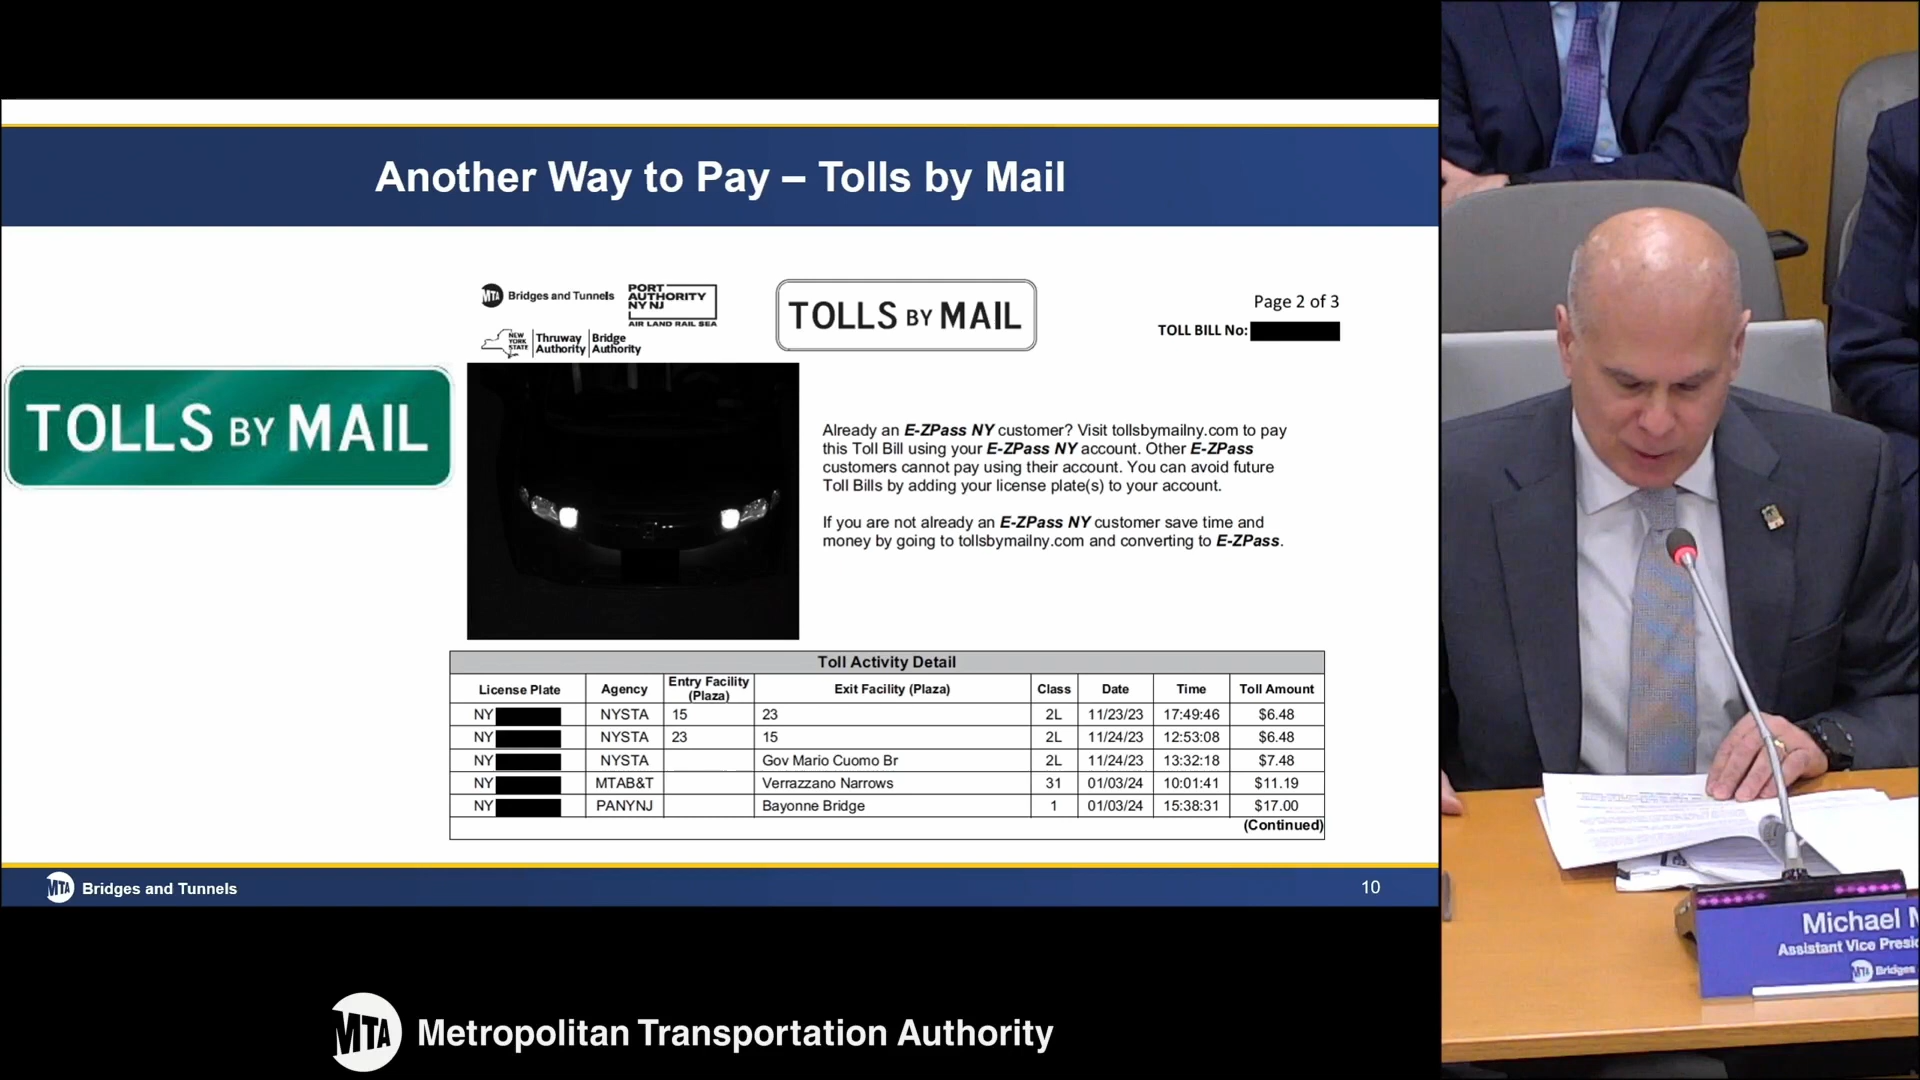 Another Way to Pay – Tolls by Mail
MTA Bridges and Tunnels
PORT
AUTHORITY
NY NJ
AIR LAND RAIL SEA
NEW
YORK
STATE
Thruway
Authority
Bridge
Authority
TOLLS BY MAIL
Page 2 of 3
TOLL BILL No:
TOLLS BY MAIL
Already an E-ZPass NY customer? Visit tollsbymailny.com to pay
this Toll Bill using your E-ZPass NY account. Other E-ZPass
customers cannot pay using their account. You can avoid future
Toll Bills by adding your license plate(s) to your account.
If you are not already an E-ZPass NY customer save time and
money by going to tollsbymailny.com and converting to E-ZPass.
Toll Activity Detail
License Plate Agency Entry Facility (Plaza) Exit Facility (Plaza) Class Date Time Toll Amount
NY NYSTA 15 23 2L 11/23/23 17:49:46 $6.48
NY NYSTA 23 15 2L 11/24/23 12:53:08 $6.48
NY NYSTA Gov Mario Cuomo Br 2L 11/24/23 13:32:18 $7.48
NY MTAB&T Verrazzano Narrows 31 01/03/24 10:01:41 $11.19
NY PANYNJ Bayonne Bridge 1 01/03/24 15:38:31 $17.00
(Continued)
MTA Bridges and Tunnels
10
MTA Metropolitan Transportation Authority
Michael M
Assistant Vice Presid
MTA Bridges